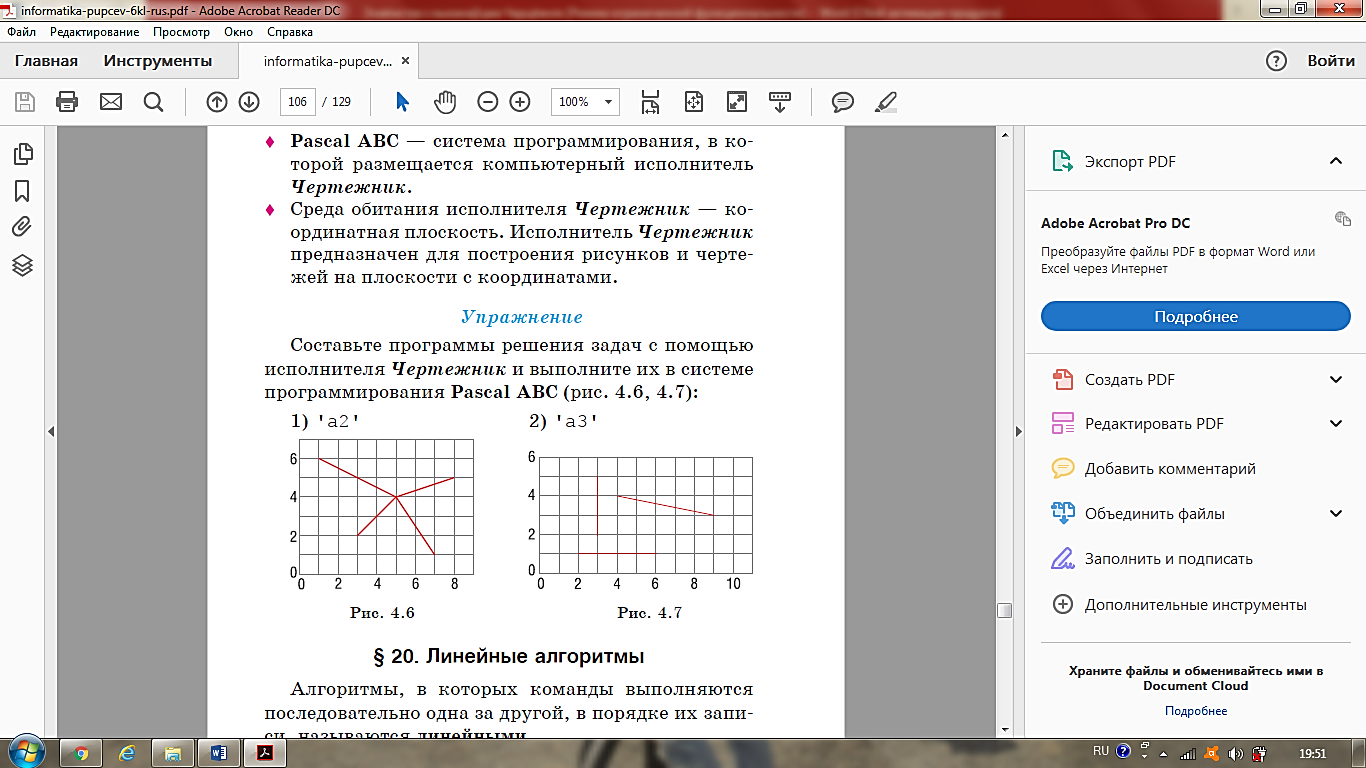 informatika-pupcev-6kl-rus.pdf - Adobe Acrobat Reader DC
Файл Редактирование Просмотр Окно Справка
Главная Инструменты informatika-pupcev... × Войти
106 / 129 100%
♦ Pascal ABC — система программирования, в ко-
торой размещается компьютерный исполнитель
Чертежник.
♦ Среда обитания исполнителя Чертежник — ко-
ординатная плоскость. Исполнитель Чертежник
предназначен для построения рисунков и черте-
жей на плоскости с координатами.
Упражнение
Составьте программы решения задач с помощью
исполнителя Чертежник и выполните их в системе
программирования Pascal ABC (рис. 4.6, 4.7):
1) 'a2' 2) 'a3'
6
4
2
0
0 2 4 6 8
Рис. 4.6
6
4
2
0
0 2 4 6 8 10
Рис. 4.7
§ 20. Линейные алгоритмы
Алгоритмы, в которых команды выполняются
последовательно одна за другой, в порядке их запи-
си, называются линейными.
Экспорт PDF
Adobe Acrobat Pro DC
Преобразуйте файлы PDF в формат Word или
Excel через Интернет
Подробнее
Создать PDF
Редактировать PDF
Добавить комментарий
Объединить файлы
Заполнить и подписать
Дополнительные инструменты
Храните файлы и обменивайтесь ими в
Document Cloud
Подробнее
RU 19:51